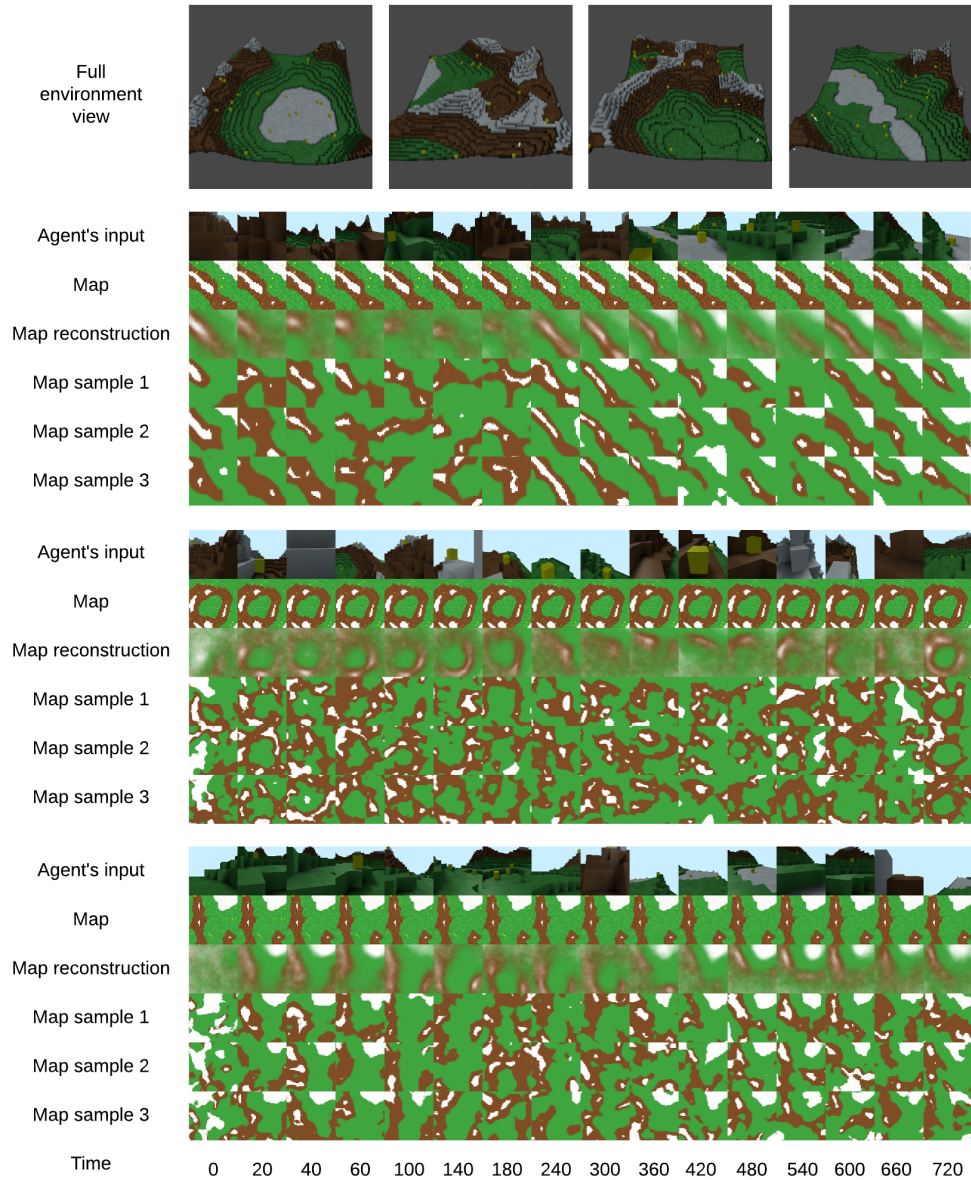 Full
environment
view
Agent's input
Map
Map reconstruction
Map sample 1
Map sample 2
Map sample 3
Agent's input
Map
Map reconstruction
Map sample 1
Map sample 2
Map sample 3
Agent's input
Map
Map reconstruction
Map sample 1
Map sample 2
Map sample 3
Time 0 20 40 60 100 140 180 240 300 360 420 480 540 600 660 720